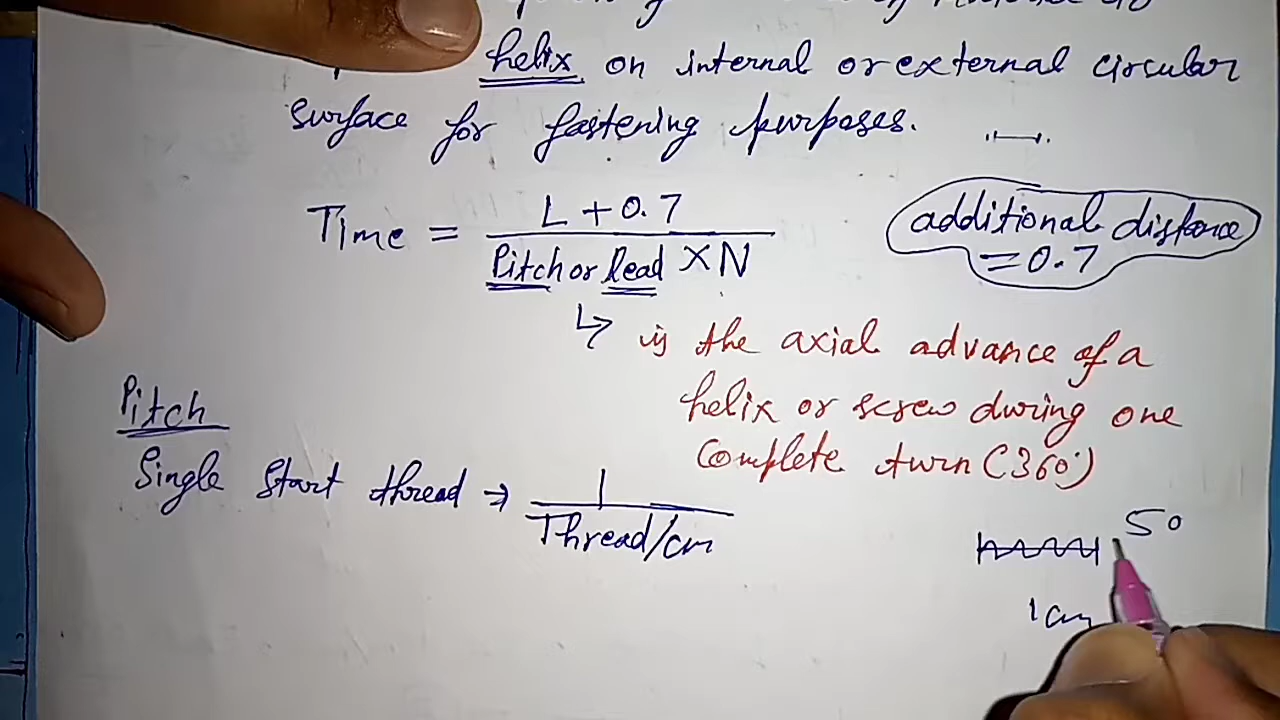 helix on internal or external circular
surface for fastening purposes.
Time = L + 0.7 / Pitch or lead × N
additional distance
= 0.7
↳ is the axial advance of a
helix or screw during one
complete turn (360°)
Pitch
Single Start thread → 1 / Thread/cm
50
1cm